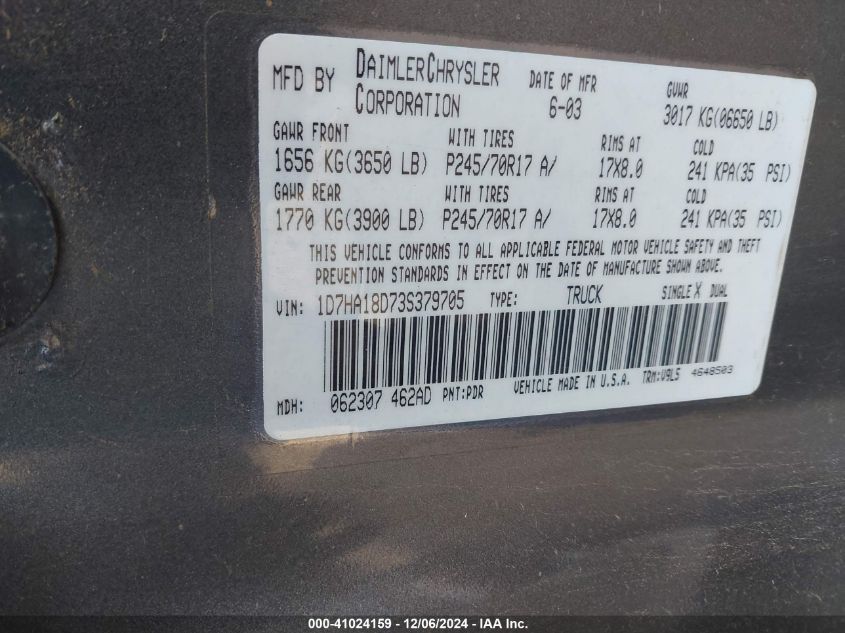 MFD BY DAIMLERCHRYSLER CORPORATION DATE OF MFR 6-03 GVWR 3017 KG(06650 LB)
GAWR FRONT WITH TIRES RIMS AT COLD
1656 KG(3650 LB) P245/70R17 A/ 17X8.0 241 KPA(35 PSI)
GAWR REAR WITH TIRES RIMS AT COLD
1770 KG(3900 LB) P245/70R17 A/ 17X8.0 241 KPA(35 PSI)
THIS VEHICLE CONFORMS TO ALL APPLICABLE FEDERAL MOTOR VEHICLE SAFETY AND THEFT
PREVENTION STANDARDS IN EFFECT ON THE DATE OF MANUFACTURE SHOWN ABOVE.
VIN: 1D7HA18D73S379705 TYPE: TRUCK SINGLE X DUAL
MDH: 062307 462AD PNT:PDR VEHICLE MADE IN U.S.A. TRM:V9L5 4648503
000-41024159 - 12/06/2024 - IAA Inc.